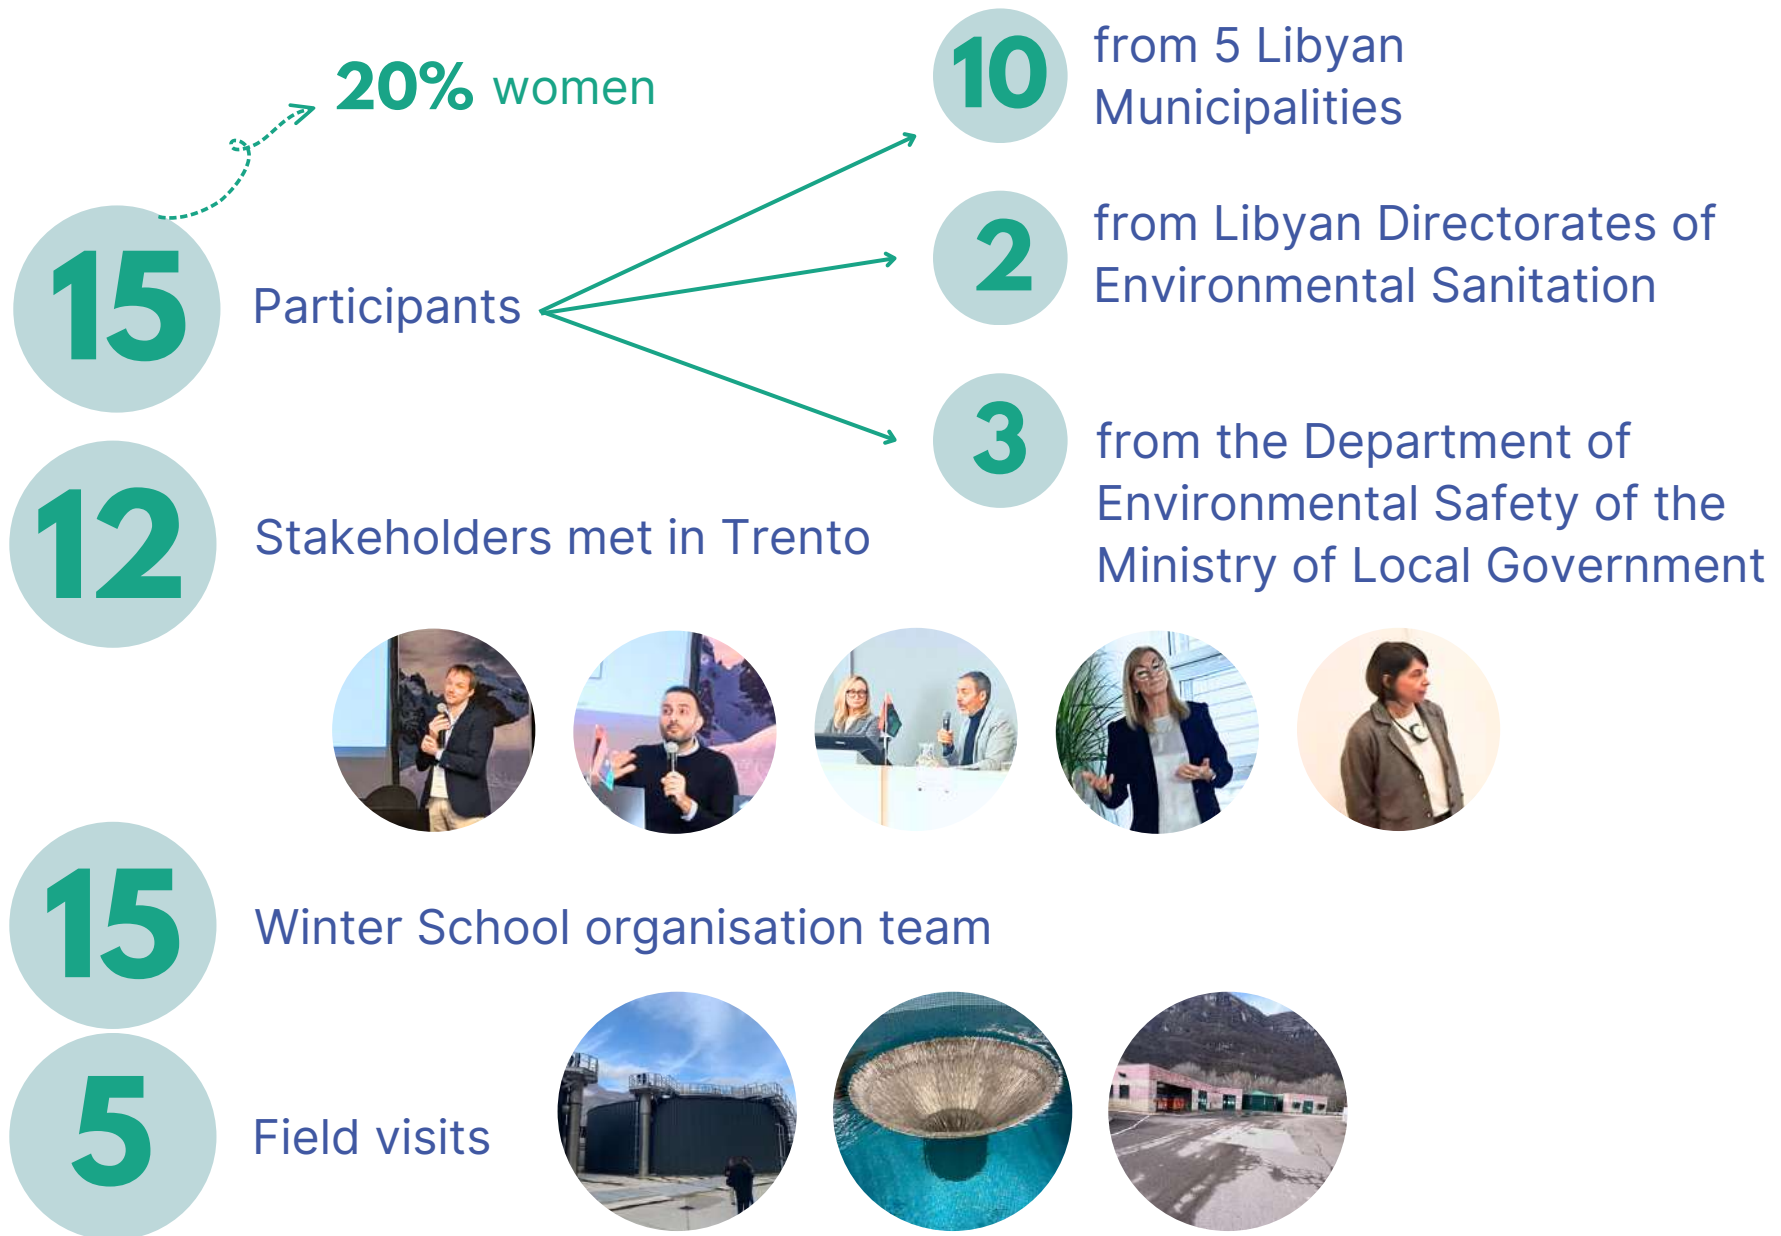 20% women
15
Participants
10
from 5 Libyan
Municipalities
2
from Libyan Directorates of
Environmental Sanitation
3
from the Department of
Environmental Safety of the
Ministry of Local Government
12
Stakeholders met in Trento
15
Winter School organisation team
5
Field visits